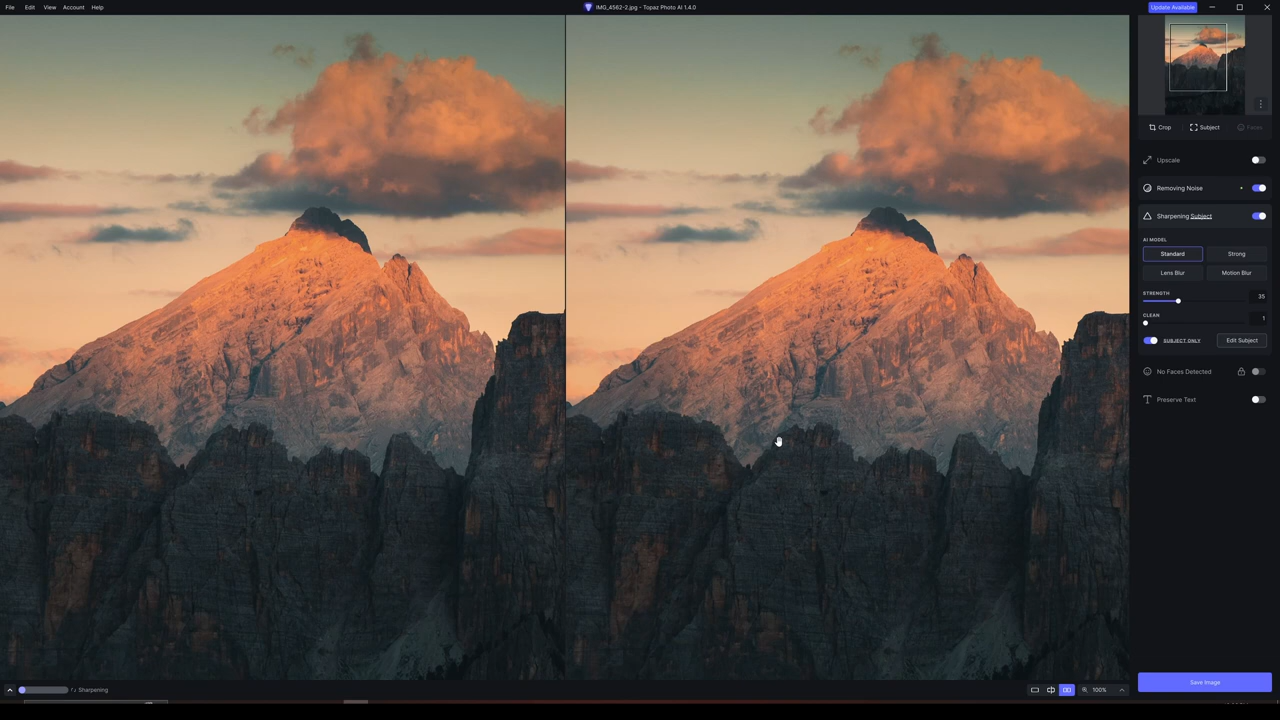 File Edit View Account Help
IMG_4562-2.jpg - Topaz Photo AI 1.4.0
Update Available
Crop Subject Faces
Upscale
Removing Noise
Sharpening Subject
AI MODEL
Standard Strong
Lens Blur Motion Blur
STRENGTH 35
CLEAN 1
SUBJECT ONLY Edit Subject
No Faces Detected
Preserve Text
Save Image
Sharpening
100%